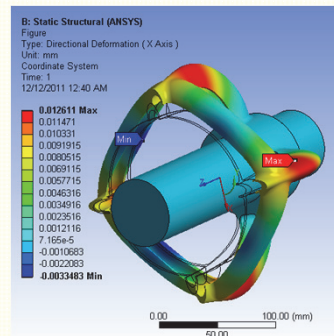 B: Static Structural (ANSYS)
Figure
Type: Directional Deformation ( X Axis )
Unit: mm
Coordinate System
Time: 1
12/12/2011 12:40 AM
0.012611 Max
0.011471
0.010331
0.0091915
0.0080515
0.0069115
0.0057715
0.0046316
0.0034916
0.0023516
0.0012116
7.165e-5
-0.0010683
-0.0022083
-0.0033483 Min
Min
Max
0.00
100.00 (mm)
50.00